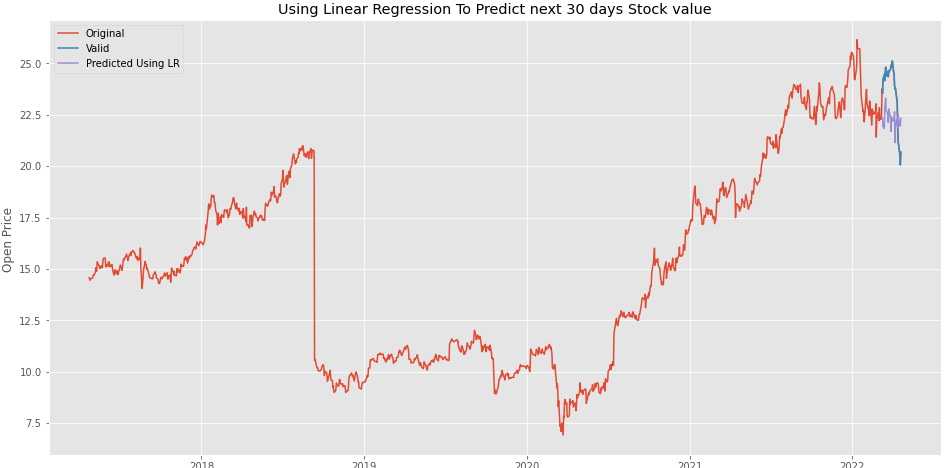 Using Linear Regression To Predict next 30 days Stock value
Original
Valid
Predicted Using LR
25.0
22.5
20.0
17.5
15.0
12.5
10.0
7.5
Open Price
2018 2019 2020 2021 2022